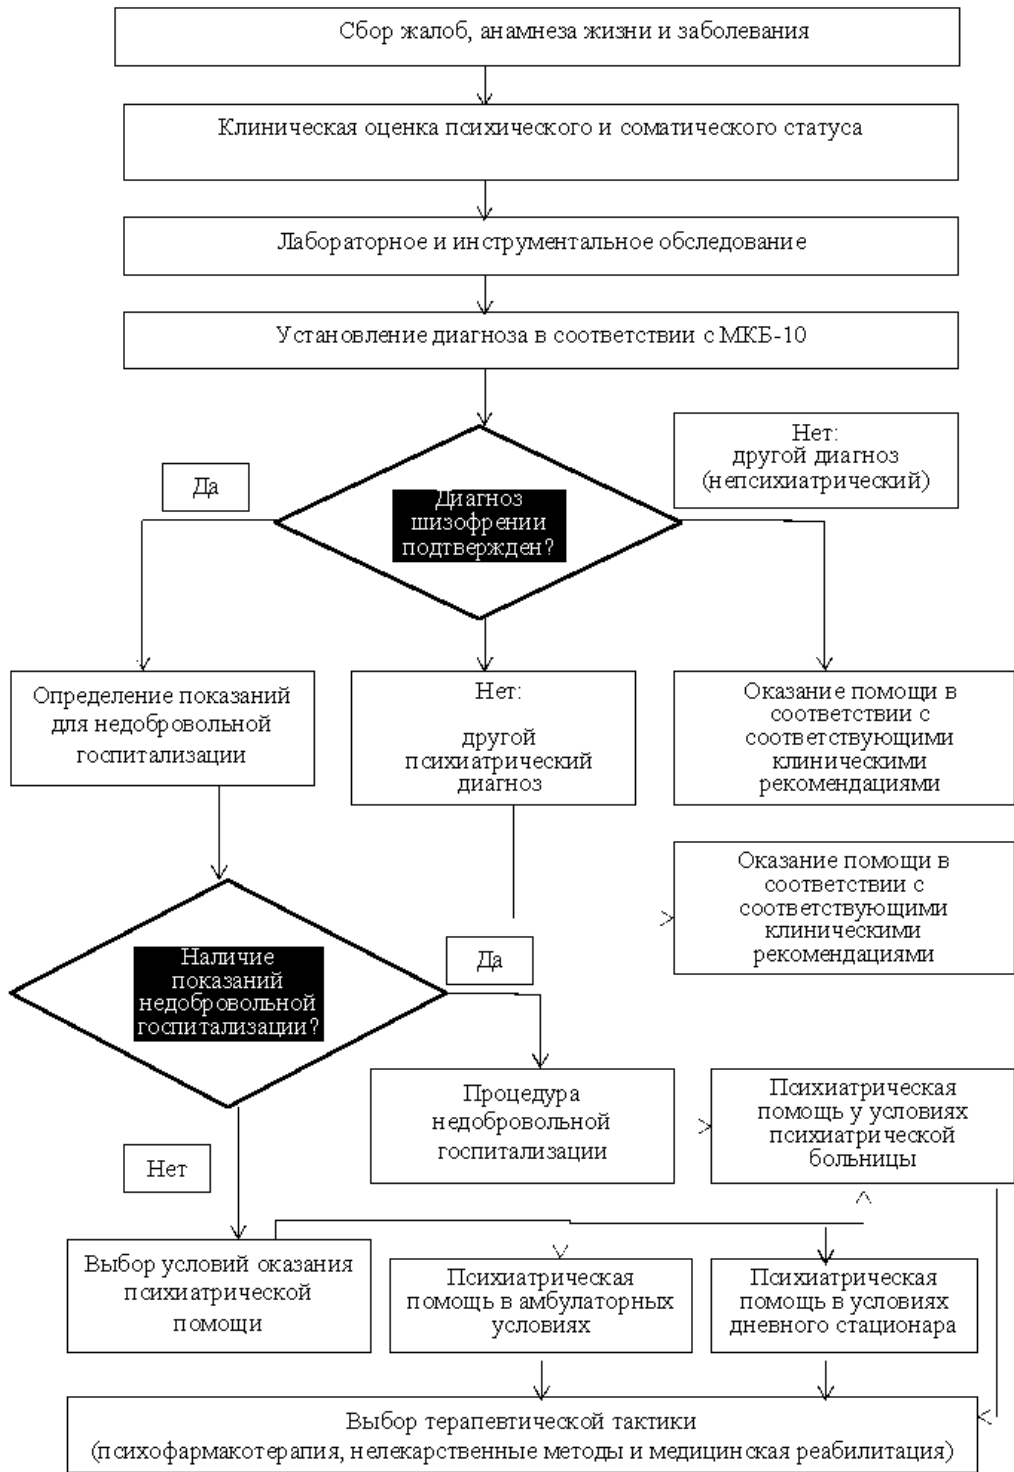 Сбор жалоб, анамнеза жизни и заболевания
Клиническая оценка психического и соматического статуса
Лабораторное и инструментальное обследование
Установление диагноза в соответствии с МКБ-10
Нет:
другой диагноз
(непсихиатрический)
Да
Диагноз
шизофрении
подтвержден?
Определение показаний
для недобровольной
госпитализации
Нет:
другой
психиатрический
диагноз
Оказание помощи в
соответствии с
соответствующими
клиническими
рекомендациями
Оказание помощи в
соответствии с
соответствующими
клиническими
рекомендациями
Наличие
показаний
недобровольной
госпитализации?
Да
Процедура
недобровольной
госпитализации
Психиатрическая
помощь у условиях
психиатрической
больницы
Нет
Выбор условий оказания
психиатрической
помощи
Психиатрическая
помощь в амбулаторных
условиях
Психиатрическая
помощь в условиях
дневного стационара
Выбор терапевтической тактики
(психофармакотерапия, нелекарственные методы и медицинская реабилитация)